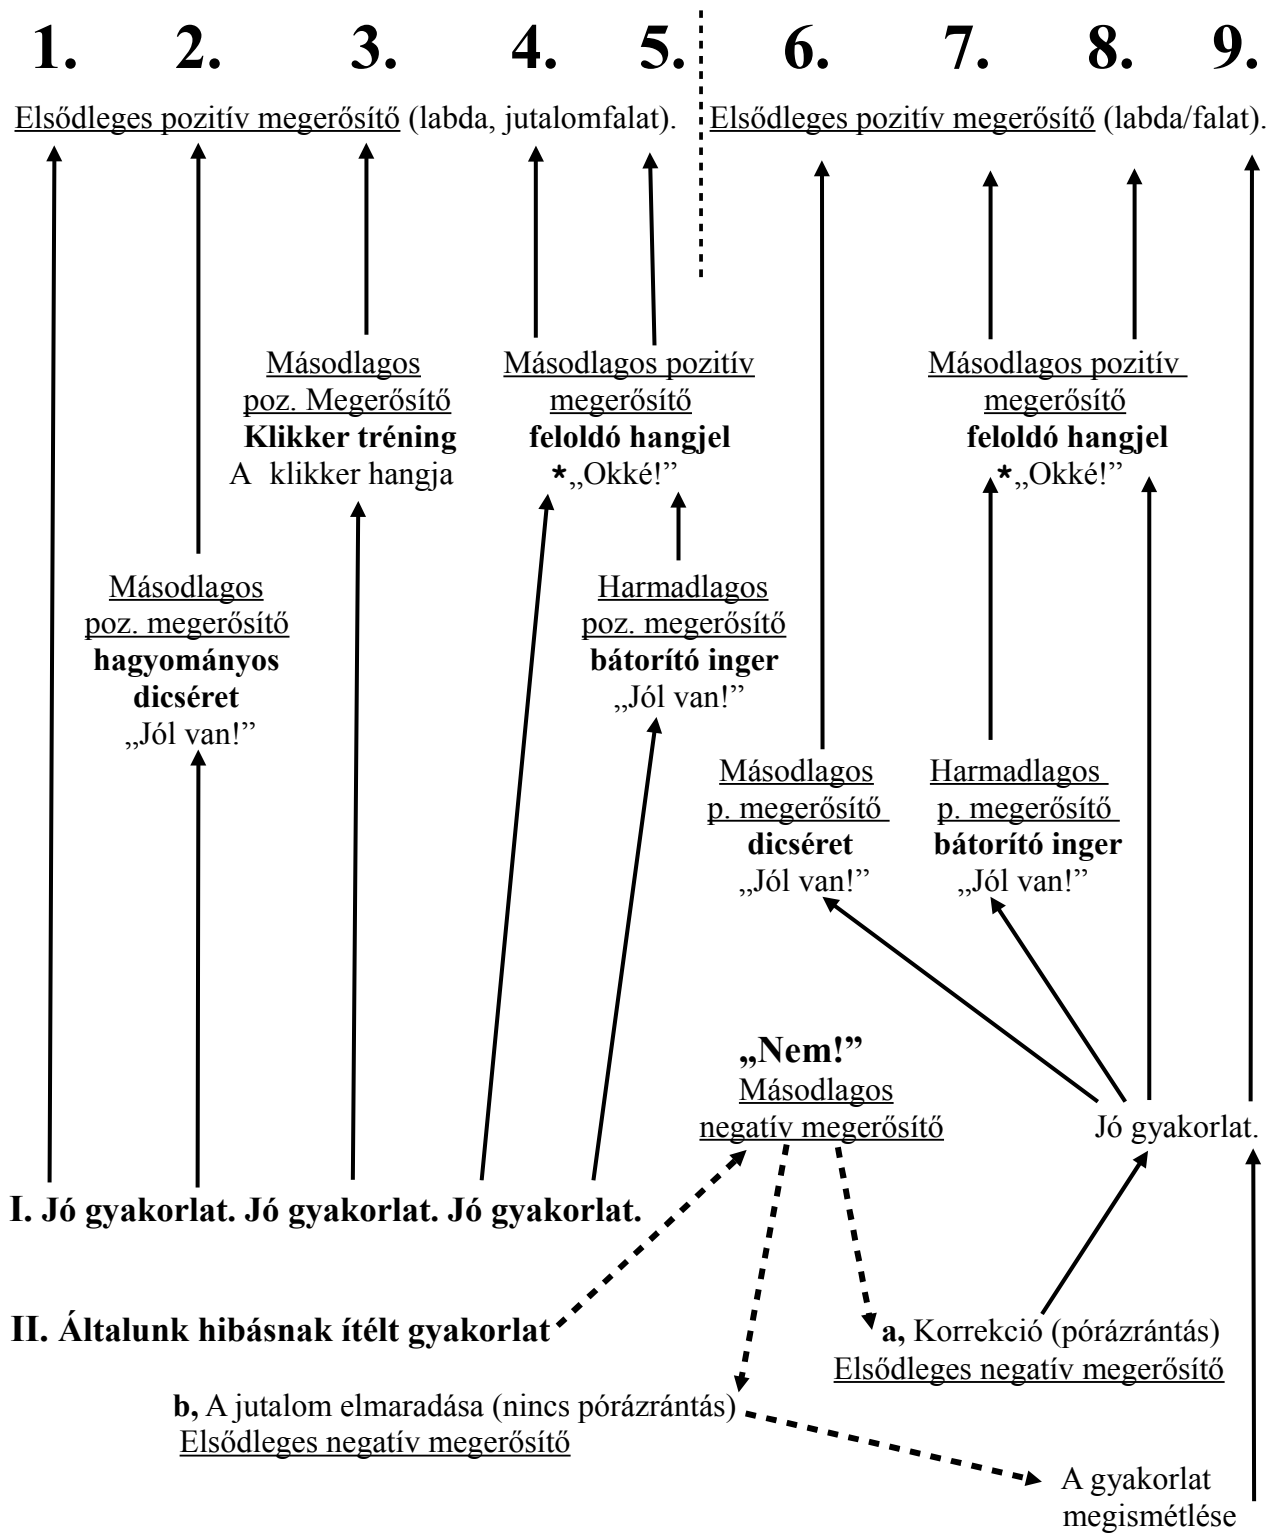 1. 2. 3. 4. 5. 6. 7. 8. 9.
Elsődleges pozitív megerősítő (labda, jutalomfalat). Elsődleges pozitív megerősítő (labda/falat).
Másodlagos
poz. Megerősítő
Klikker tréning
A klikker hangja
Másodlagos pozitív
megerősítő
feloldó hangjel
*„Okké!”
Másodlagos pozitív
megerősítő
feloldó hangjel
*„Okké!”
Másodlagos
poz. megerősítő
hagyományos
dicséret
„Jól van!”
Harmadlagos
poz. megerősítő
bátorító inger
„Jól van!”
Másodlagos
p. megerősítő
dicséret
„Jól van!”
Harmadlagos
p. megerősítő
bátorító inger
„Jól van!”
„Nem!”
Másodlagos
negatív megerősítő
Jó gyakorlat.
I. Jó gyakorlat. Jó gyakorlat. Jó gyakorlat.
II. Általunk hibásnak ítélt gyakorlat
a, Korrekció (pórázrántás)
Elsődleges negatív megerősítő
b, A jutalom elmaradása (nincs pórázrántás)
Elsődleges negatív megerősítő
A gyakorlat
megismétlése